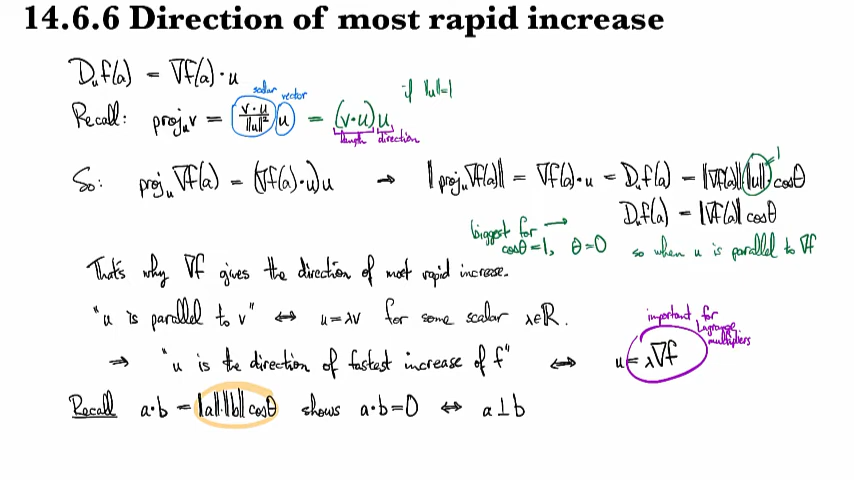 14.6.6 Direction of most rapid increase
Duf(a) = ∇f(a)·u
scalar vector if ‖u‖=1
Recall: projᵤv = (v·u/‖u‖²) u = (v·u)u
length direction
So: projᵤ∇f(a) = (∇f(a)·u)u → ‖projᵤ∇f(a)‖ = ∇f(a)·u = Duf(a) = ‖∇f(a)‖‖u‖cosθ
1
Duf(a) = ‖∇f(a)‖ cosθ
biggest for →
cosθ=1, θ=0 so when u is parallel to ∇f
That's why ∇f gives the direction of most rapid increase.
"u is parallel to v" ⇔ u=λv for some scalar λ∈R.
important for
Lagrange
multipliers
⇒ "u is the direction of fastest increase of f" ⇔ u=λ∇f
Recall a·b = ‖a‖·‖b‖cosθ shows a·b=0 ⇔ a⊥b